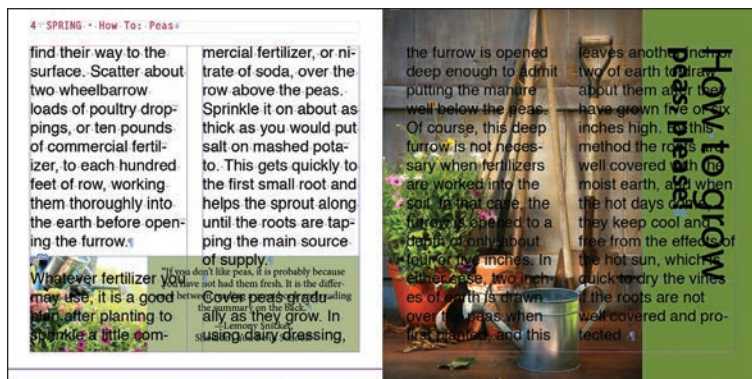 4 SPRING • How To: Peas
find their way to the
surface. Scatter about
two wheelbarrow
loads of poultry drop-
pings, or ten pounds
of commercial fertil-
izer, to each hundred
feet of row, working
them thoroughly into
the earth before open-
ing the furrow.
Whatever fertilizer you
may use, it is a good
plan after planting to
sprinkle a little com-
mercial fertilizer, or ni-
trate of soda, over the
row above the peas.
Sprinkle it on about as
thick as you would put
salt on mashed pota-
to. This gets quickly to
the first small root and
helps the sprout along
until the roots are tap-
ping the main source
of supply.
Cover peas gradu-
ally as they grow. In
using dairy dressing,
"If you don't like peas, it is probably because
you have not had them fresh. It is the differ-
between reading
the summary on the back."
—Lemony Snicket,
the furrow is opened
deep enough to admit
putting the manure
well below the peas.
Of course, this deep
furrow is not neces-
sary when fertilizers
are worked into the
soil. In that case, the
furrow is opened to a
depth of only about
four or five inches. In
either case, two inch-
es of earth is drawn
over the peas when
first planted, and this
leaves another inch or
two of earth to draw
about them after they
have grown five or six
inches high. By this
method the roots are
well covered with the
moist earth, and when
the hot days come
they keep cool and
free from the effects of
the hot sun, which is
quick to dry the vines
if the roots are not
well covered and pro-
tected.
How to grow
peas, please